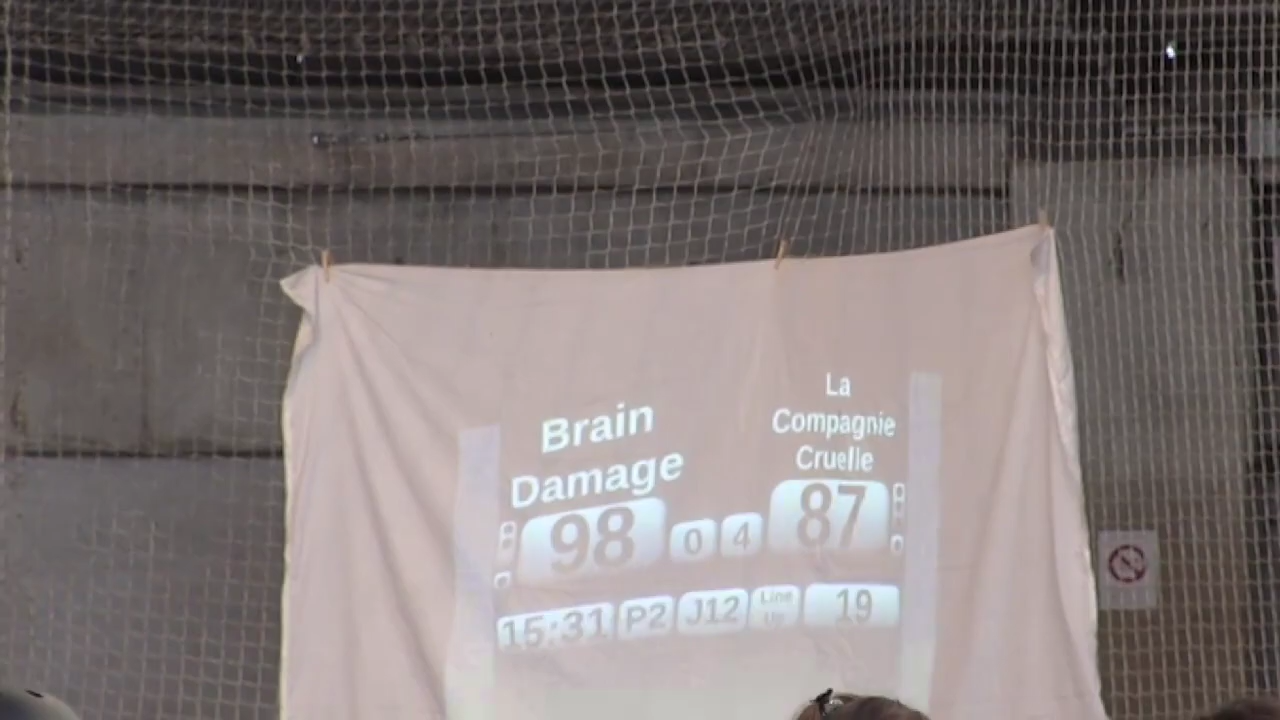 Brain
Damage
La
Compagnie
Cruelle
98 0 4 87
15:31 P2 J12 Line Up 19